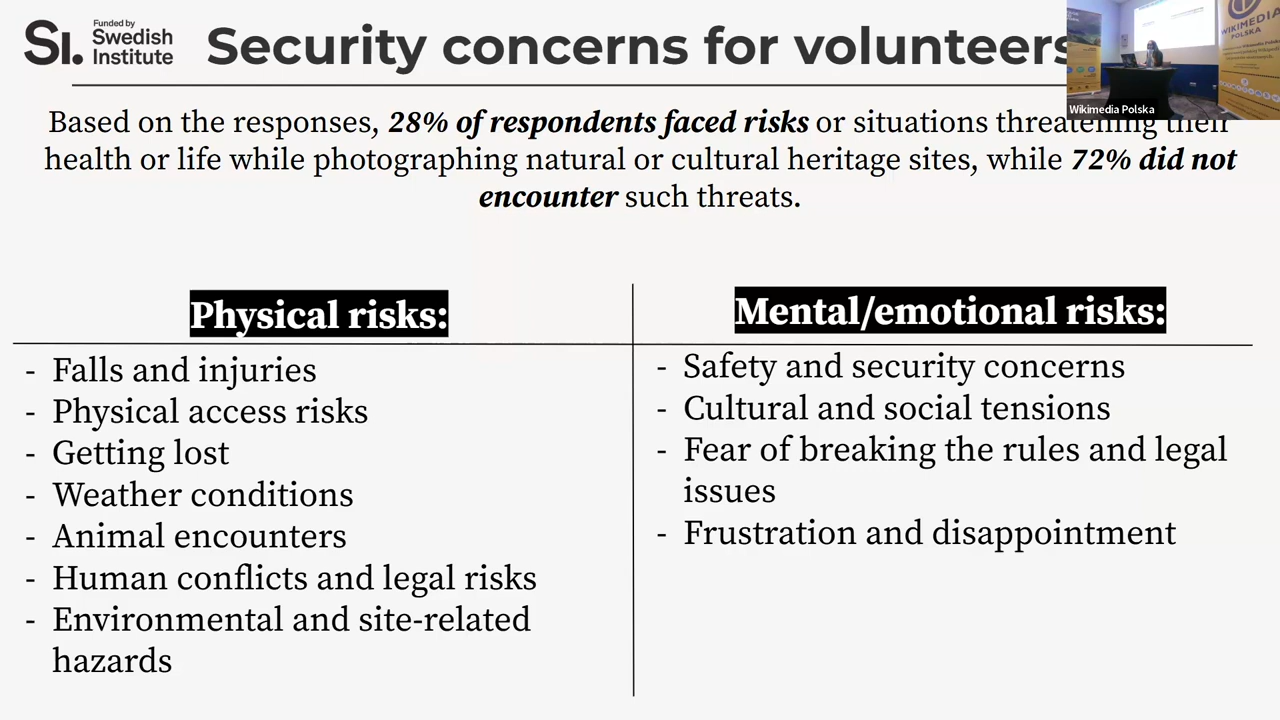 Funded by
SI. Swedish
Institute
Security concerns for volunteers
WIKIMEDIA
POLSKA
Wikimedia Polska
Based on the responses, 28% of respondents faced risks or situations threatening their
health or life while photographing natural or cultural heritage sites, while 72% did not
encounter such threats.
Physical risks:
- Falls and injuries
- Physical access risks
- Getting lost
- Weather conditions
- Animal encounters
- Human conflicts and legal risks
- Environmental and site-related
hazards
Mental/emotional risks:
- Safety and security concerns
- Cultural and social tensions
- Fear of breaking the rules and legal
issues
- Frustration and disappointment